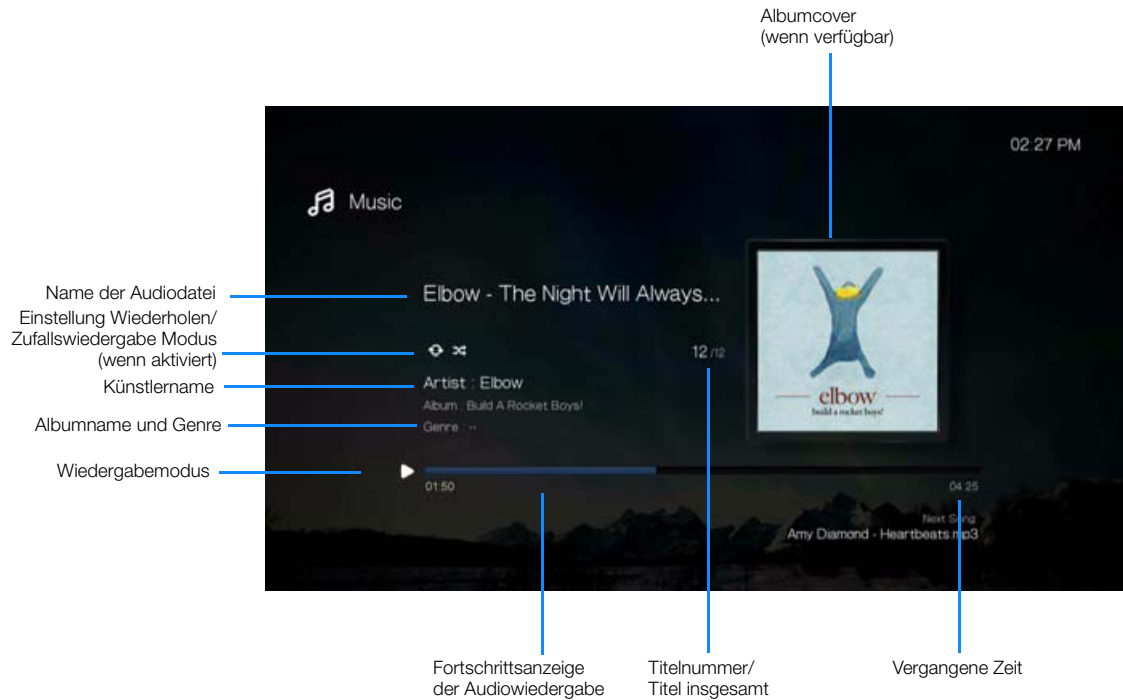 Albumcover
(wenn verfügbar)
02:27 PM
Music
Name der Audiodatei
Elbow - The Night Will Always...
Einstellung Wiederholen/
Zufallswiedergabe Modus
(wenn aktiviert)
12 /12
Künstlername
Artist : Elbow
Album : Build A Rocket Boys!
Albumname und Genre
Genre : --
elbow
build a rocket boys!
Wiedergabemodus
01:50
04:25
Next Song:
Amy Diamond - Heartbeats.mp3
Fortschrittsanzeige
der Audiowiedergabe
Titelnummer/
Titel insgesamt
Vergangene Zeit